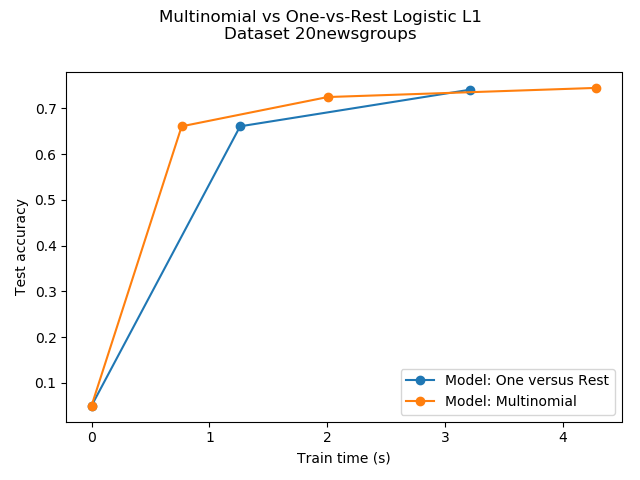 Multinomial vs One-vs-Rest Logistic L1
Dataset 20newsgroups
0.7
0.6
0.5
0.4
0.3
0.2
0.1
Test accuracy
Model: One versus Rest
Model: Multinomial
0 1 2 3 4
Train time (s)